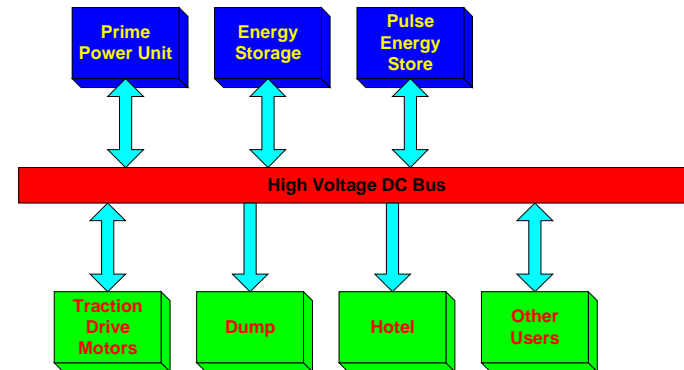 Prime
Power Unit
Energy
Storage
Pulse
Energy
Store
High Voltage DC Bus
Traction
Drive
Motors
Dump
Hotel
Other
Users